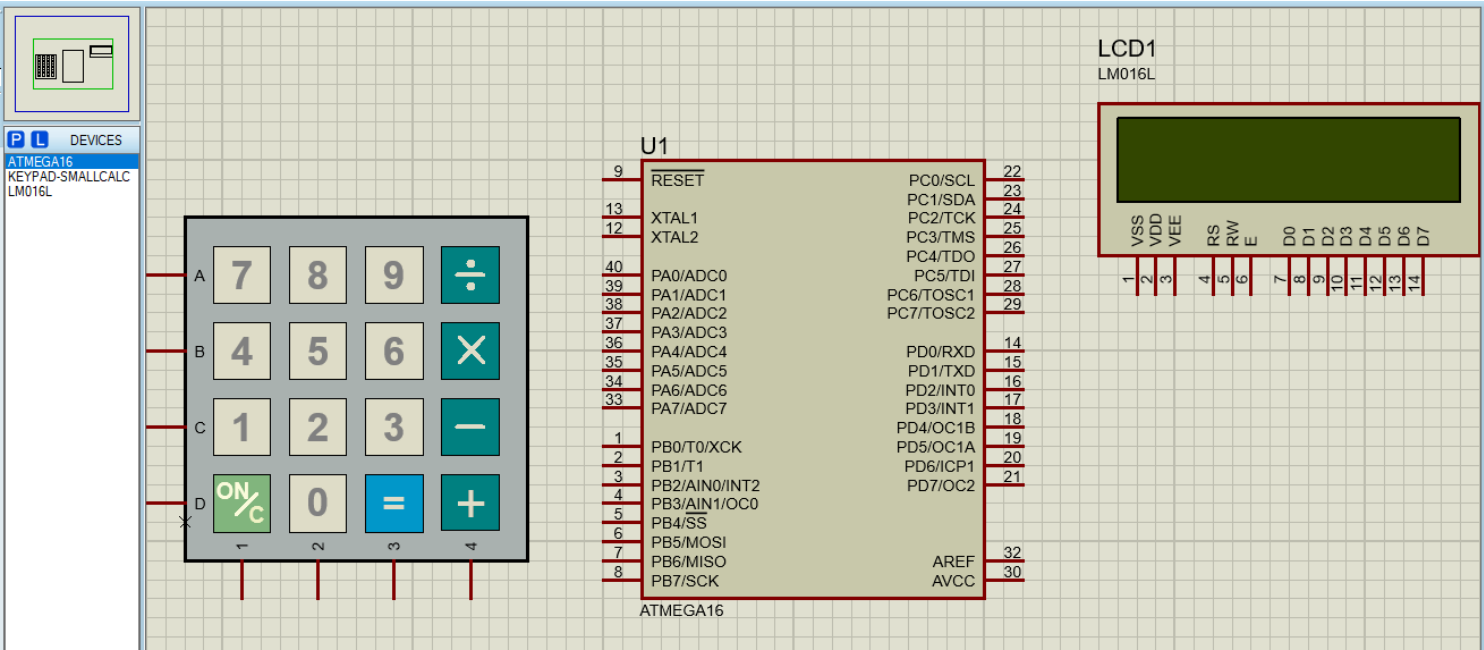 P L DEVICES
ATMEGA16
KEYPAD-SMALLCALC
LM016L
A 7 8 9 ÷
B 4 5 6 ×
C 1 2 3 −
D ON/C 0 = +
1 2 3 4
U1
9 RESET
13 XTAL1
12 XTAL2
40 PA0/ADC0
39 PA1/ADC1
38 PA2/ADC2
37 PA3/ADC3
36 PA4/ADC4
35 PA5/ADC5
34 PA6/ADC6
33 PA7/ADC7
1 PB0/T0/XCK
2 PB1/T1
3 PB2/AIN0/INT2
4 PB3/AIN1/OC0
5 PB4/SS
6 PB5/MOSI
7 PB6/MISO
8 PB7/SCK
PC0/SCL 22
PC1/SDA 23
PC2/TCK 24
PC3/TMS 25
PC4/TDO 26
PC5/TDI 27
PC6/TOSC1 28
PC7/TOSC2 29
PD0/RXD 14
PD1/TXD 15
PD2/INT0 16
PD3/INT1 17
PD4/OC1B 18
PD5/OC1A 19
PD6/ICP1 20
PD7/OC2 21
AREF 32
AVCC 30
ATMEGA16
LCD1
LM016L
VSS VDD VEE RS RW E D0 D1 D2 D3 D4 D5 D6 D7
1 2 3 4 5 6 7 8 9 10 11 12 13 14